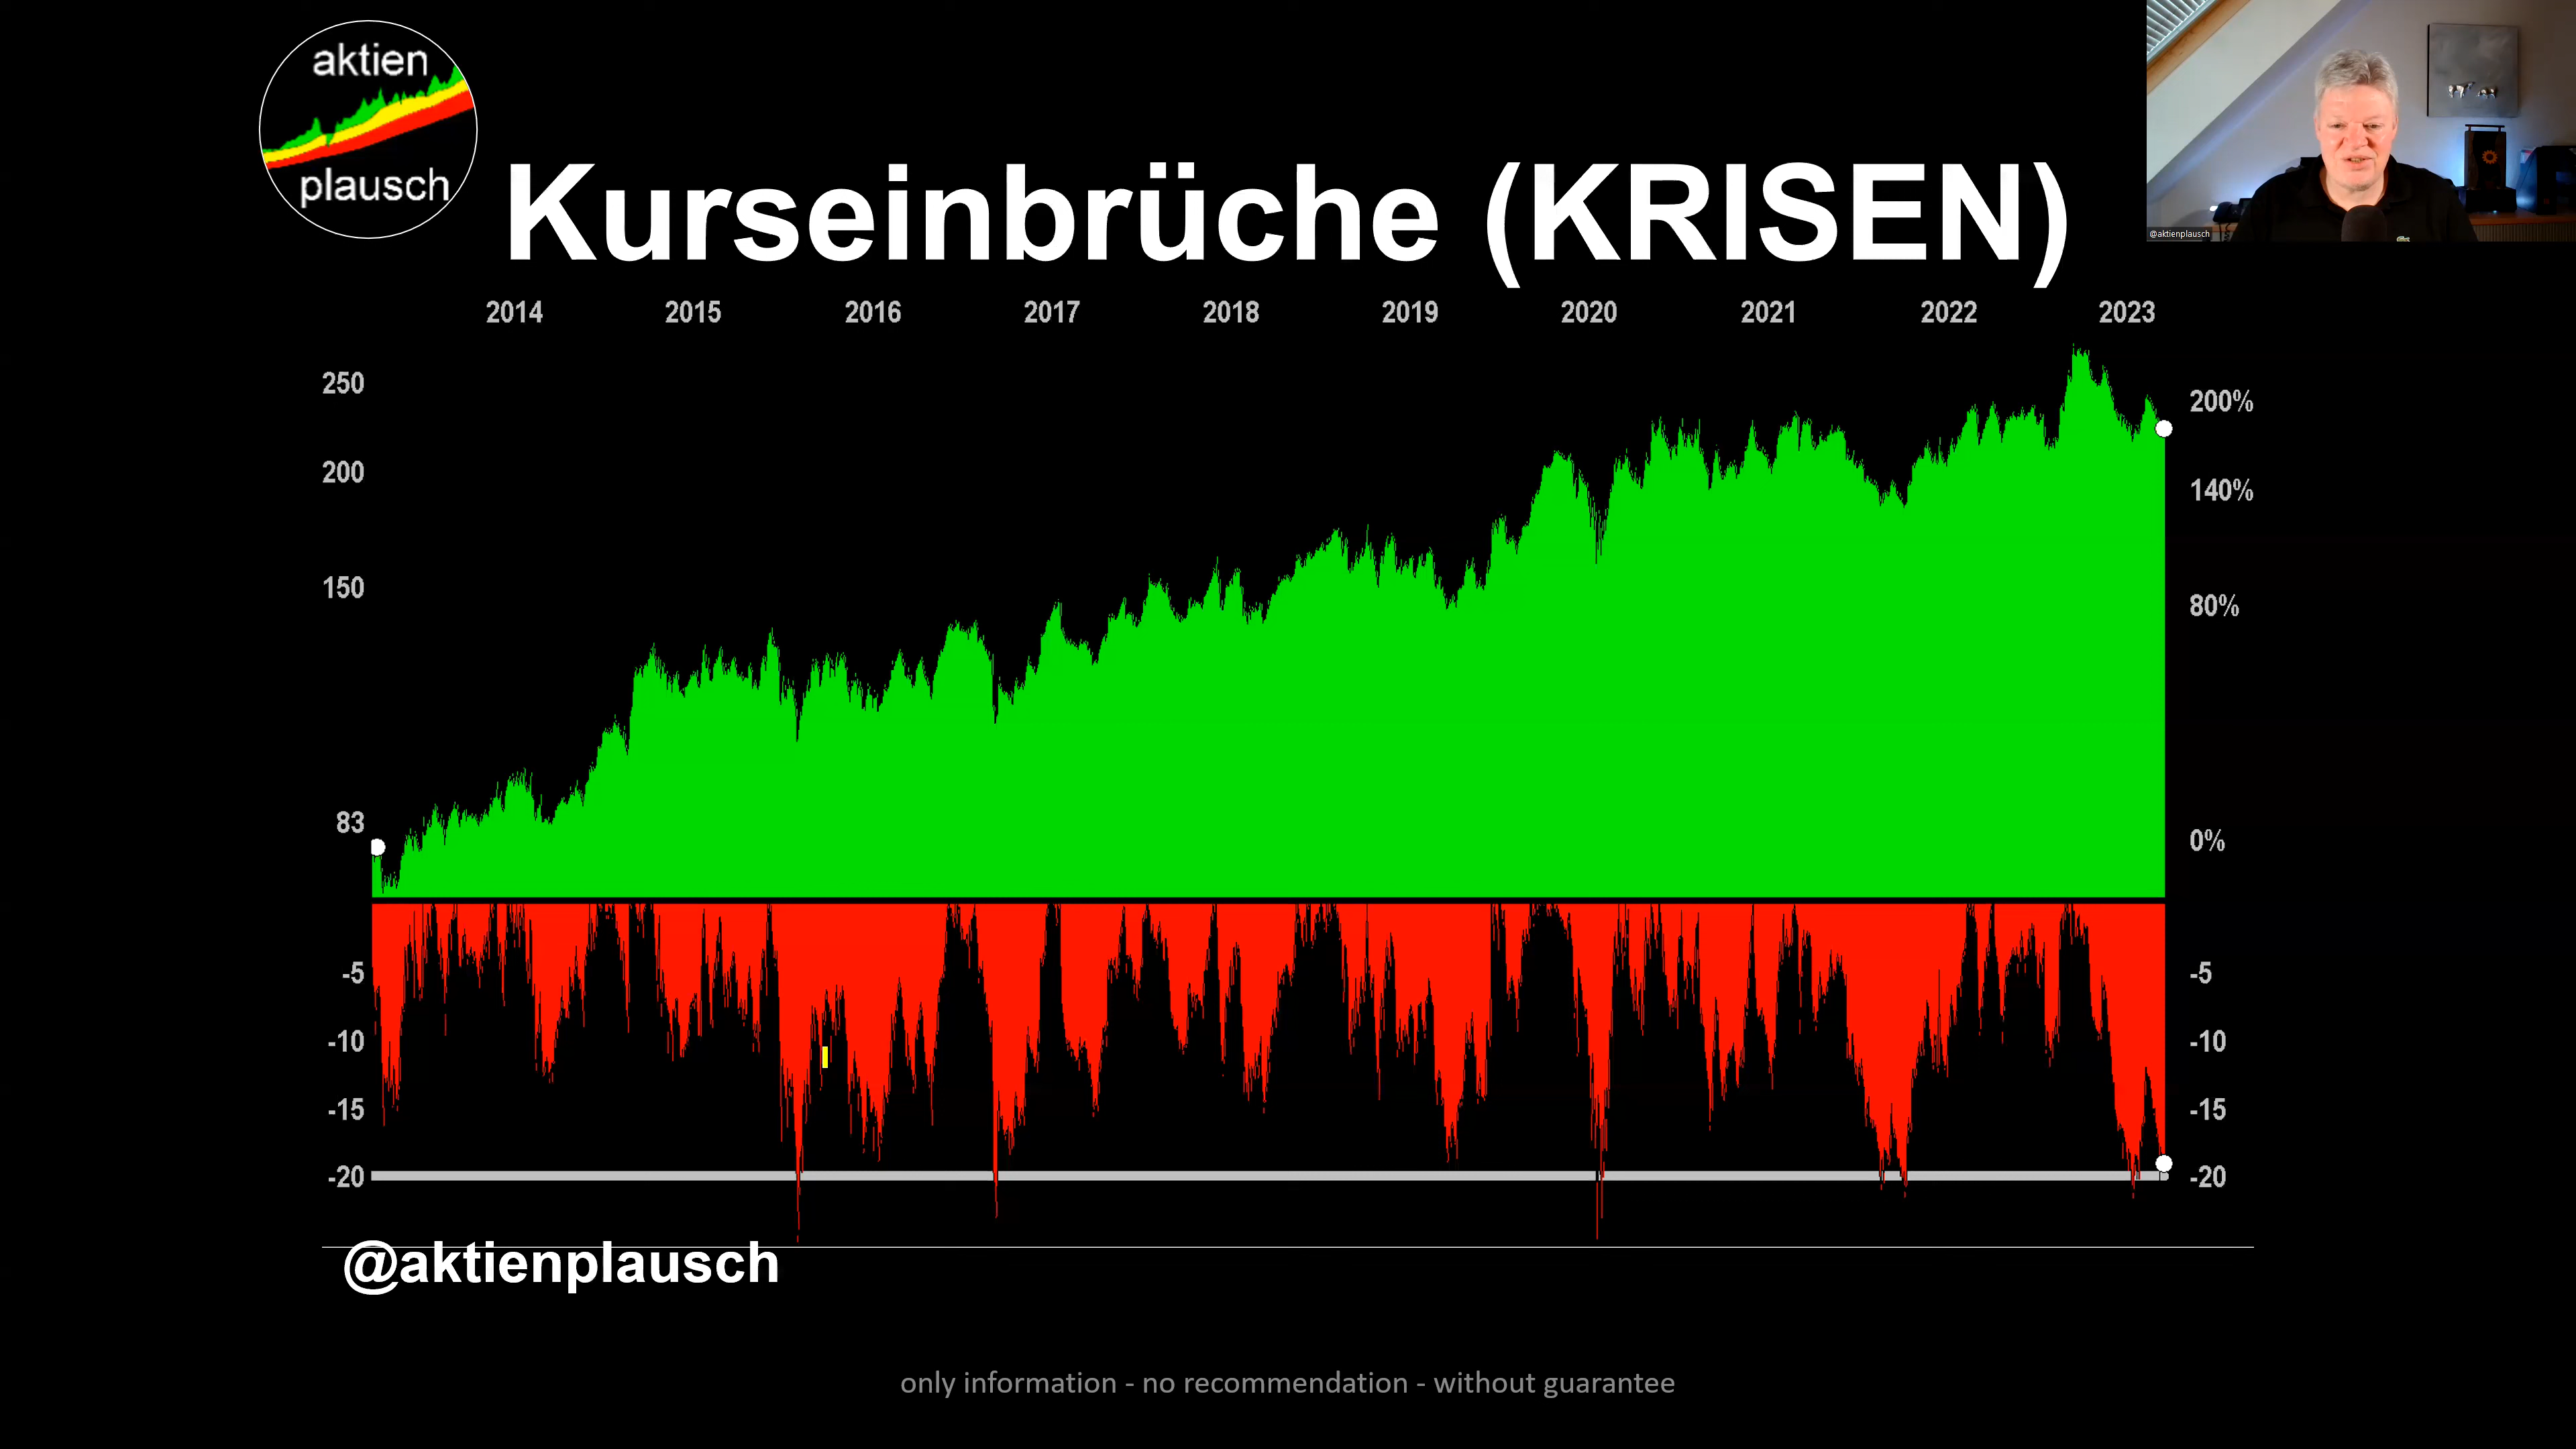 aktien
plausch
Kurseinbrüche (KRISEN)
@aktienplausch
2014 2015 2016 2017 2018 2019 2020 2021 2022 2023
250
200%
200
140%
150
80%
83
0%
-5 -5
-10 -10
-15 -15
-20 -20
@aktienplausch
only information - no recommendation - without guarantee